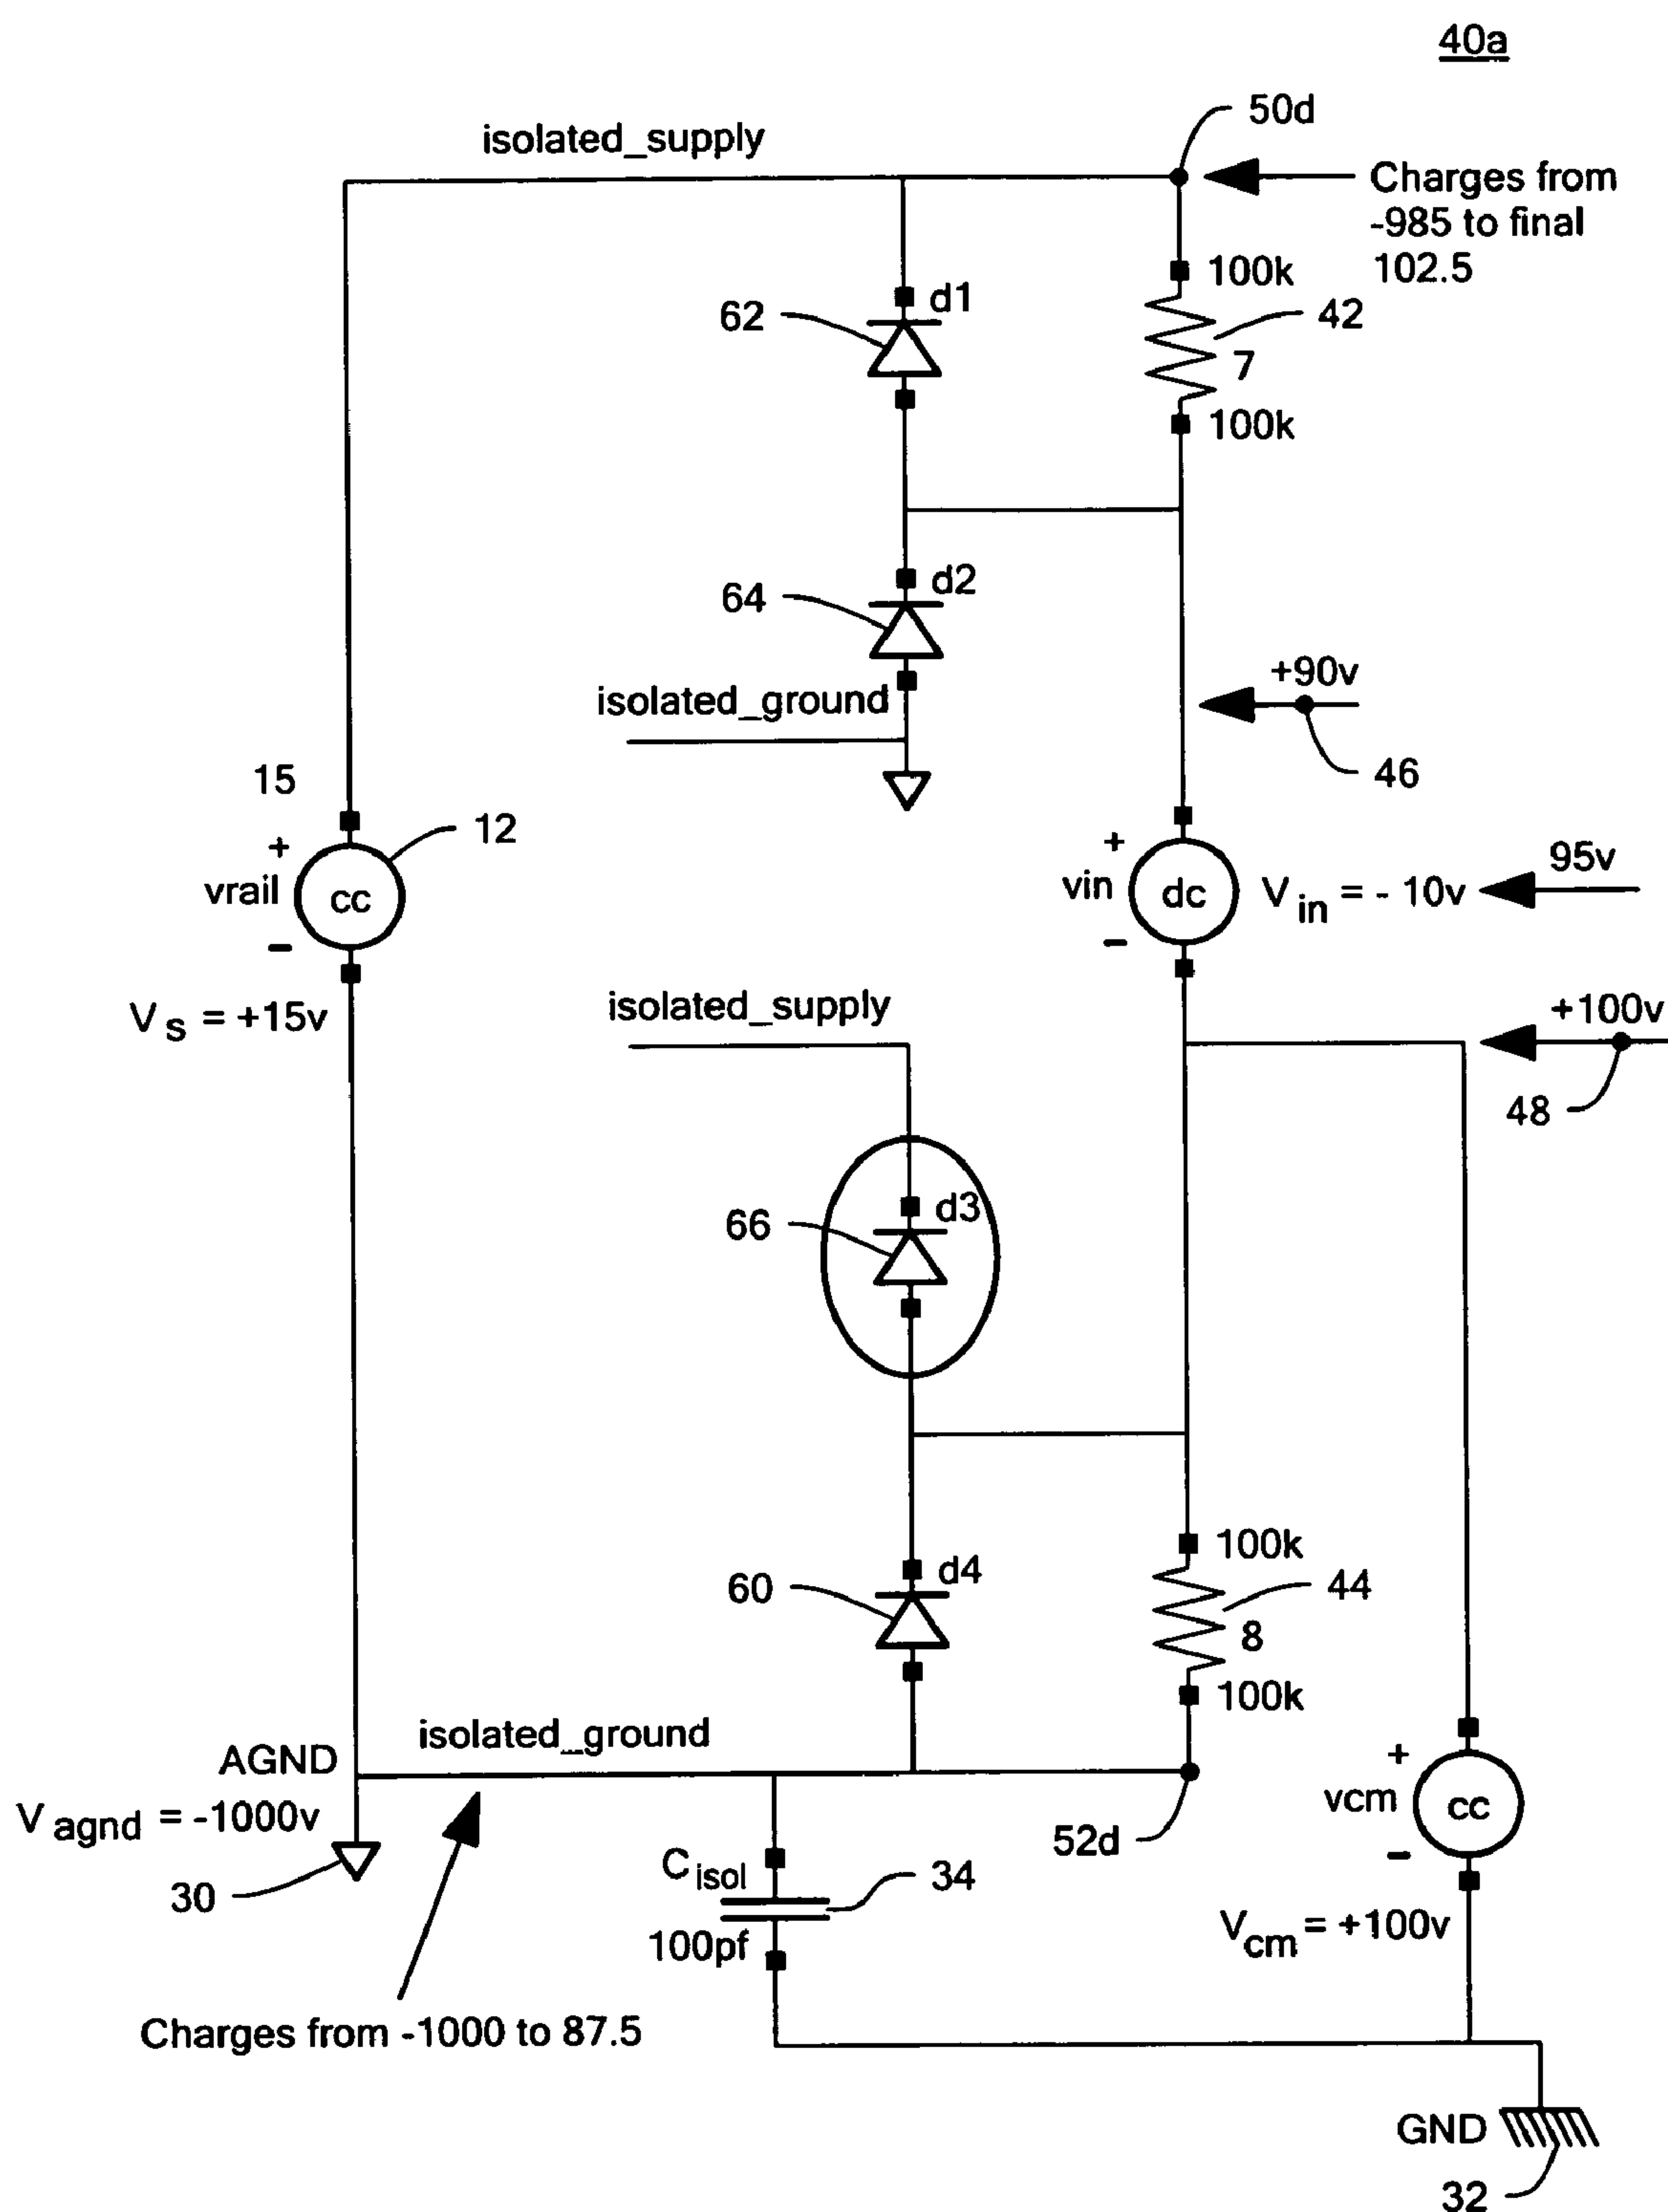 40a
50d
isolated_supply
Charges from
-985 to final
102.5
100k
d1
62
42
7
100k
d2
64
+90v
isolated_ground
46
15
12
+
vrail
cc
-
+
vin
dc
-
V in = - 10v
95v
V s = +15v
isolated_supply
+100v
48
d3
66
100k
d4
60
44
8
100k
isolated_ground
AGND
V agnd = -1000v
52d
+
vcm
cc
-
30
C isol
34
100pf
V cm = +100v
Charges from -1000 to 87.5
GND
32